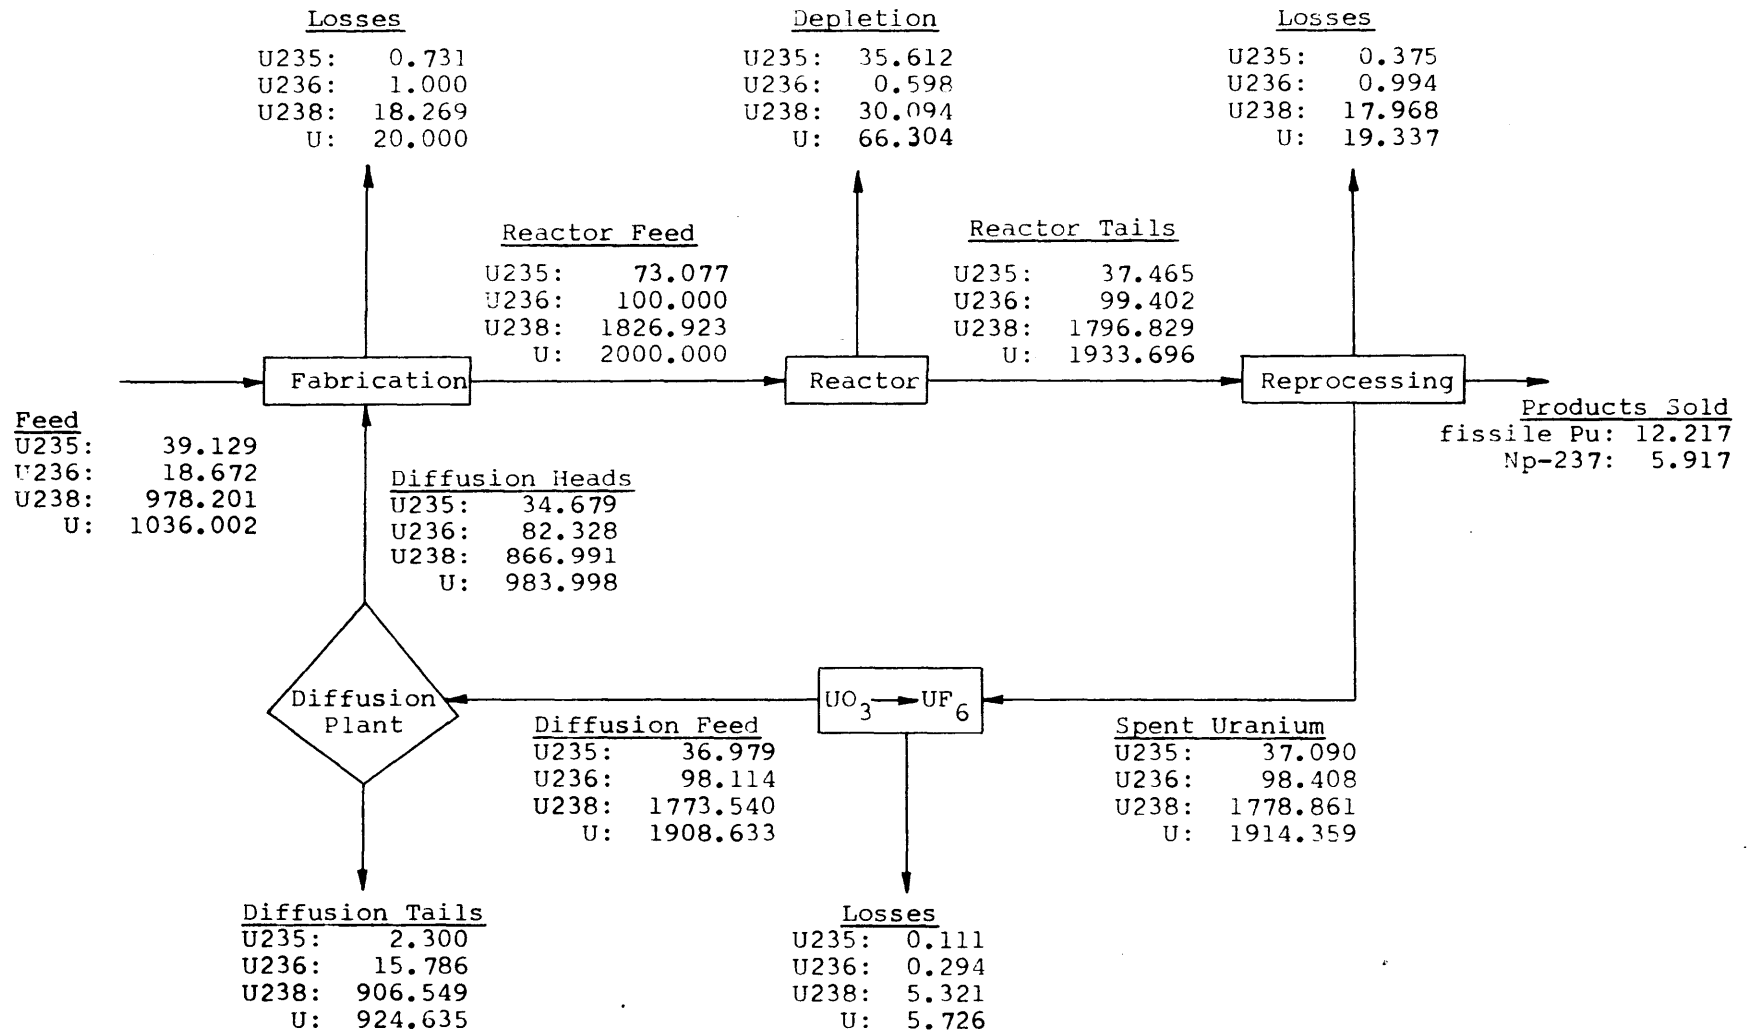 Losses
U235: 0.731
U236: 1.000
U238: 18.269
U: 20.000
Depletion
U235: 35.612
U236: 0.598
U238: 30.094
U: 66.304
Losses
U235: 0.375
U236: 0.994
U238: 17.968
U: 19.337
Reactor Feed
U235: 73.077
U236: 100.000
U238: 1826.923
U: 2000.000
Reactor Tails
U235: 37.465
U236: 99.402
U238: 1796.829
U: 1933.696
Fabrication
Reactor
Reprocessing
Feed
U235: 39.129
U236: 18.672
U238: 978.201
U: 1036.002
Products Sold
fissile Pu: 12.217
Np-237: 5.917
Diffusion Heads
U235: 34.679
U236: 82.328
U238: 866.991
U: 983.998
Diffusion
Plant
UO3 UF6
Diffusion Feed
U235: 36.979
U236: 98.114
U238: 1773.540
U: 1908.633
Spent Uranium
U235: 37.090
U236: 98.408
U238: 1778.861
U: 1914.359
Diffusion Tails
U235: 2.300
U236: 15.786
U238: 906.549
U: 924.635
Losses
U235: 0.111
U236: 0.294
U238: 5.321
U: 5.726